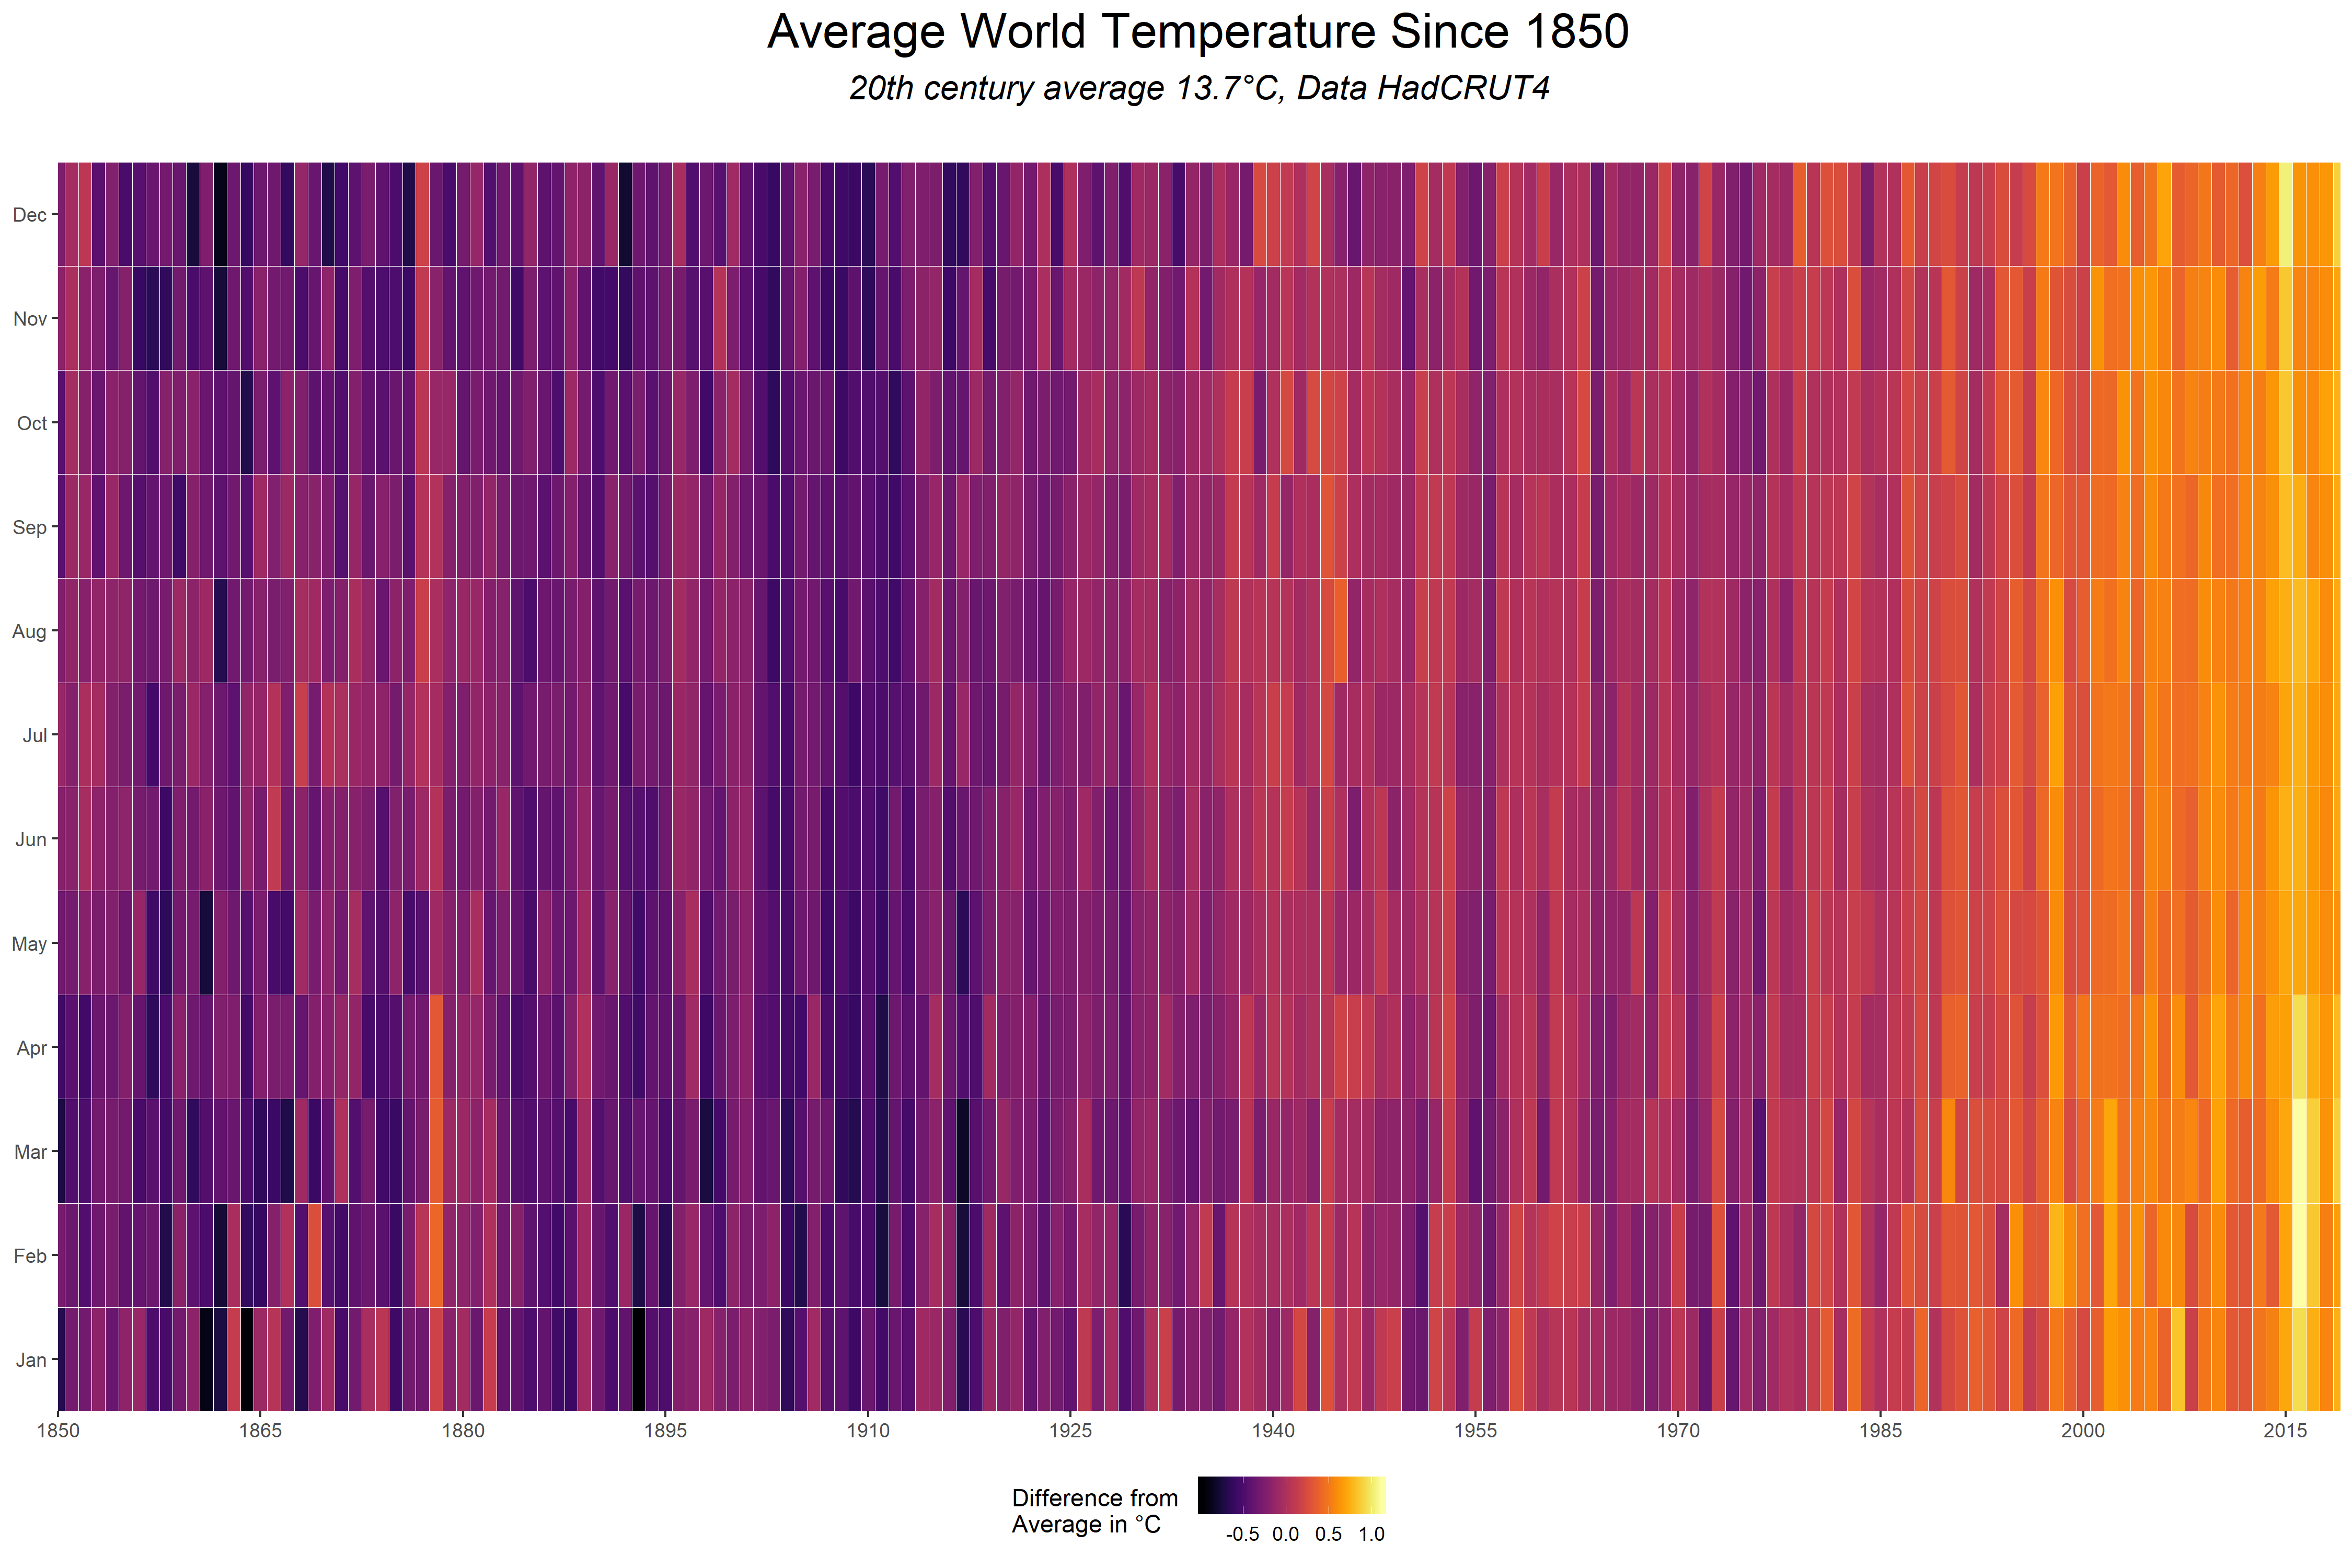 Average World Temperature Since 1850
20th century average 13.7°C, Data HadCRUT4
Dec
Nov
Oct
Sep
Aug
Jul
Jun
May
Apr
Mar
Feb
Jan
1850 1865 1880 1895 1910 1925 1940 1955 1970 1985 2000 2015
Difference from
Average in °C
-0.5 0.0 0.5 1.0